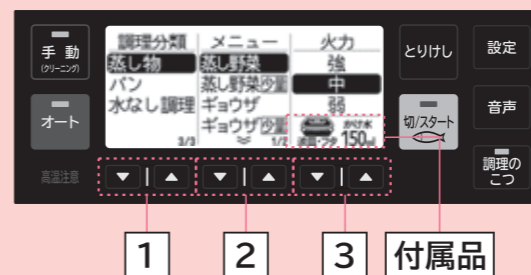 手動
(クリーニング)
オート
高温注意
調理分類
メニュー
火力
蒸し物
蒸し野菜
強
パン
蒸し野菜少量
中
水なし調理
ギョウザ
弱
ギョウザ少量
かけ水
3/3
1/2
150
とりけし
切/スタート
設定
音声
調理の
こつ
▼ | ▲
▼ | ▲
▼ | ▲
1
2
3
付属品